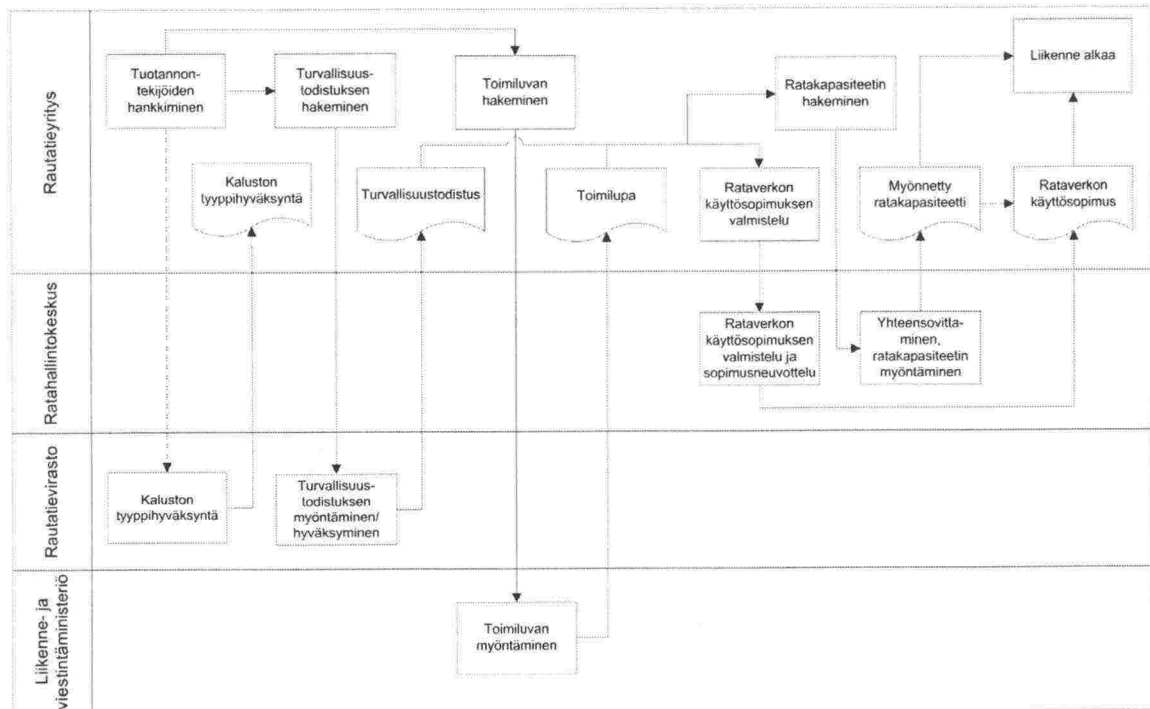 Rautatieyritys
Tuotannon-
tekijöiden
hankkiminen
Turvallisuus-
todistuksen
hakeminen
Toimiluvan
hakeminen
Ratakapasiteetin
hakeminen
Liikenne alkaa
Kaluston
tyyppihyväksyntä
Turvallisuustodistus
Toimilupa
Rataverkon
käyttösopimuksen
valmistelu
Myönnetty
ratakapasiteetti
Rataverkon
käyttösopimus
Ratahallintokeskus
Rataverkon
käyttösopimuksen
valmistelu ja
sopimusneuvottelu
Yhteensovitta-
minen,
ratakapasiteetin
myöntäminen
Rautatievirasto
Kaluston
tyyppihyväksyntä
Turvallisuus-
todistuksen
myöntäminen/
hyväksyminen
Liikenne- ja
viestintäministeriö
Toimiluvan
myöntäminen